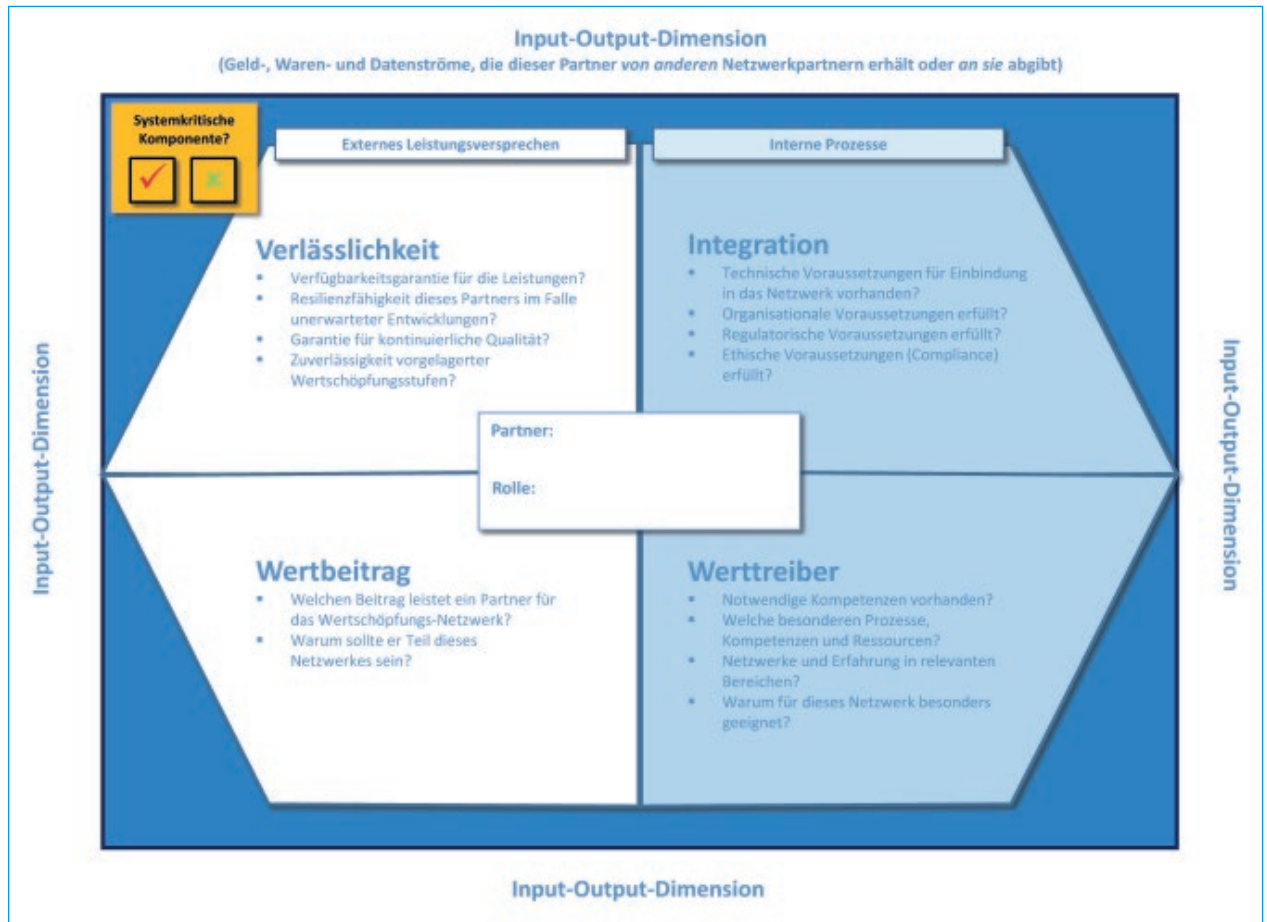 Input-Output-Dimension
(Geld-, Waren- und Datenströme, die dieser Partner von anderen Netzwerkpartnern erhält oder an sie abgibt)
Systemkritische
Komponente?
Externes Leistungsversprechen
Interne Prozesse
Verlässlichkeit
▪ Verfügbarkeitsgarantie für die Leistungen?
▪ Resilienzfähigkeit dieses Partners im Falle
unerwarteter Entwicklungen?
▪ Garantie für kontinuierliche Qualität?
▪ Zuverlässigkeit vorgelagerter
Wertschöpfungsstufen?
Integration
▪ Technische Voraussetzungen für Einbindung
in das Netzwerk vorhanden?
▪ Organisationale Voraussetzungen erfüllt?
▪ Regulatorische Voraussetzungen erfüllt?
▪ Ethische Voraussetzungen (Compliance)
erfüllt?
Input-Output-Dimension
Input-Output-Dimension
Partner:
Rolle:
Wertbeitrag
▪ Welchen Beitrag leistet ein Partner für
das Wertschöpfungs-Netzwerk?
▪ Warum sollte er Teil dieses
Netzwerkes sein?
Werttreiber
▪ Notwendige Kompetenzen vorhanden?
▪ Welche besonderen Prozesse,
Kompetenzen und Ressourcen?
▪ Netzwerke und Erfahrung in relevanten
Bereichen?
▪ Warum für dieses Netzwerk besonders
geeignet?
Input-Output-Dimension